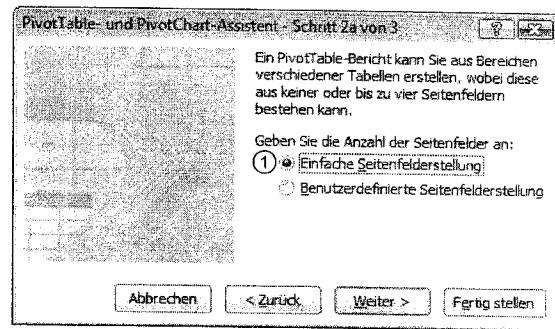 PivotTable- und PivotChart-Assistent - Schritt 2a von 3
Ein PivotTable-Bericht kann Sie aus Bereichen
verschiedener Tabellen erstellen, wobei diese
aus keiner oder bis zu vier Seitenfeldern
bestehen kann.
Geben Sie die Anzahl der Seitenfelder an:
1 Einfache Seitenfelderstellung
Benutzerdefinierte Seitenfelderstellung
Abbrechen < Zurück Weiter > Fertig stellen